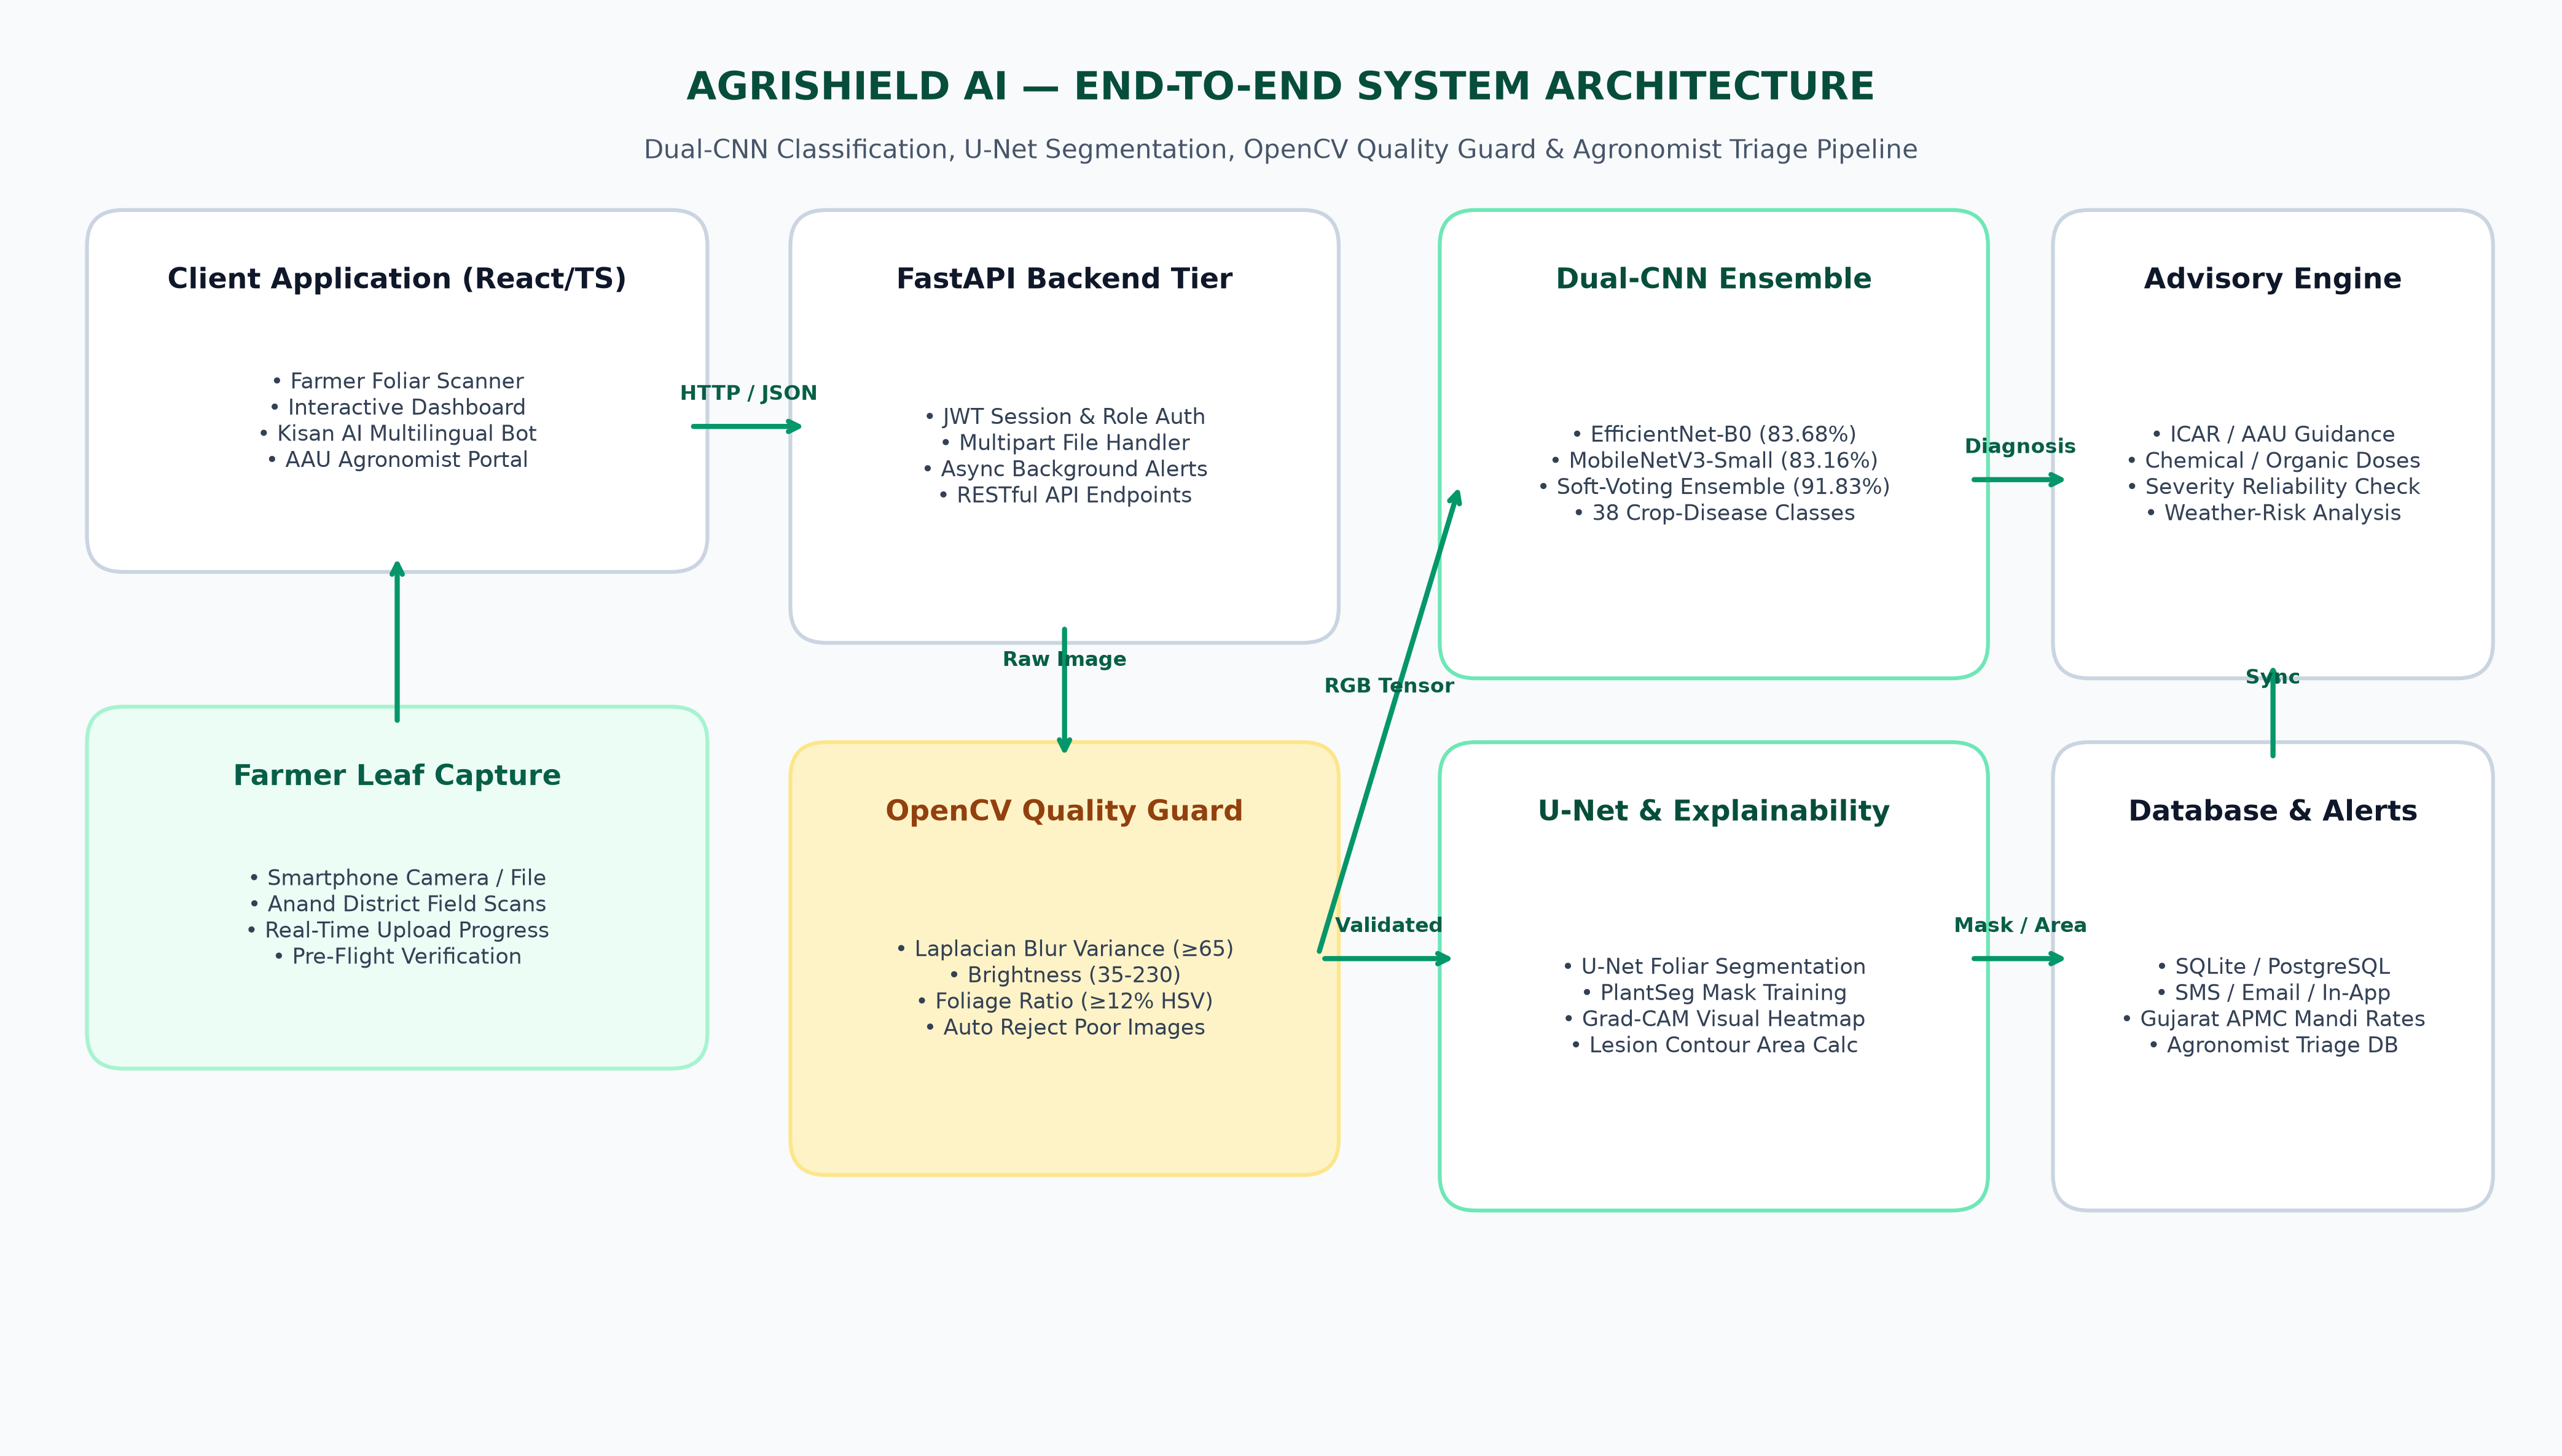 AGRISHIELD AI — END-TO-END SYSTEM ARCHITECTURE
Dual-CNN Classification, U-Net Segmentation, OpenCV Quality Guard & Agronomist Triage Pipeline
Client Application (React/TS)
• Farmer Foliar Scanner
• Interactive Dashboard
• Kisan AI Multilingual Bot
• AAU Agronomist Portal
HTTP / JSON
FastAPI Backend Tier
• JWT Session & Role Auth
• Multipart File Handler
• Async Background Alerts
• RESTful API Endpoints
Dual-CNN Ensemble
• EfficientNet-B0 (83.68%)
• MobileNetV3-Small (83.16%)
• Soft-Voting Ensemble (91.83%)
• 38 Crop-Disease Classes
Diagnosis
Advisory Engine
• ICAR / AAU Guidance
• Chemical / Organic Doses
• Severity Reliability Check
• Weather-Risk Analysis
Raw Image
RGB Tensor
Sync
Farmer Leaf Capture
• Smartphone Camera / File
• Anand District Field Scans
• Real-Time Upload Progress
• Pre-Flight Verification
OpenCV Quality Guard
• Laplacian Blur Variance (≥65)
• Brightness (35-230)
• Foliage Ratio (≥12% HSV)
• Auto Reject Poor Images
Validated
U-Net & Explainability
• U-Net Foliar Segmentation
• PlantSeg Mask Training
• Grad-CAM Visual Heatmap
• Lesion Contour Area Calc
Mask / Area
Database & Alerts
• SQLite / PostgreSQL
• SMS / Email / In-App
• Gujarat APMC Mandi Rates
• Agronomist Triage DB